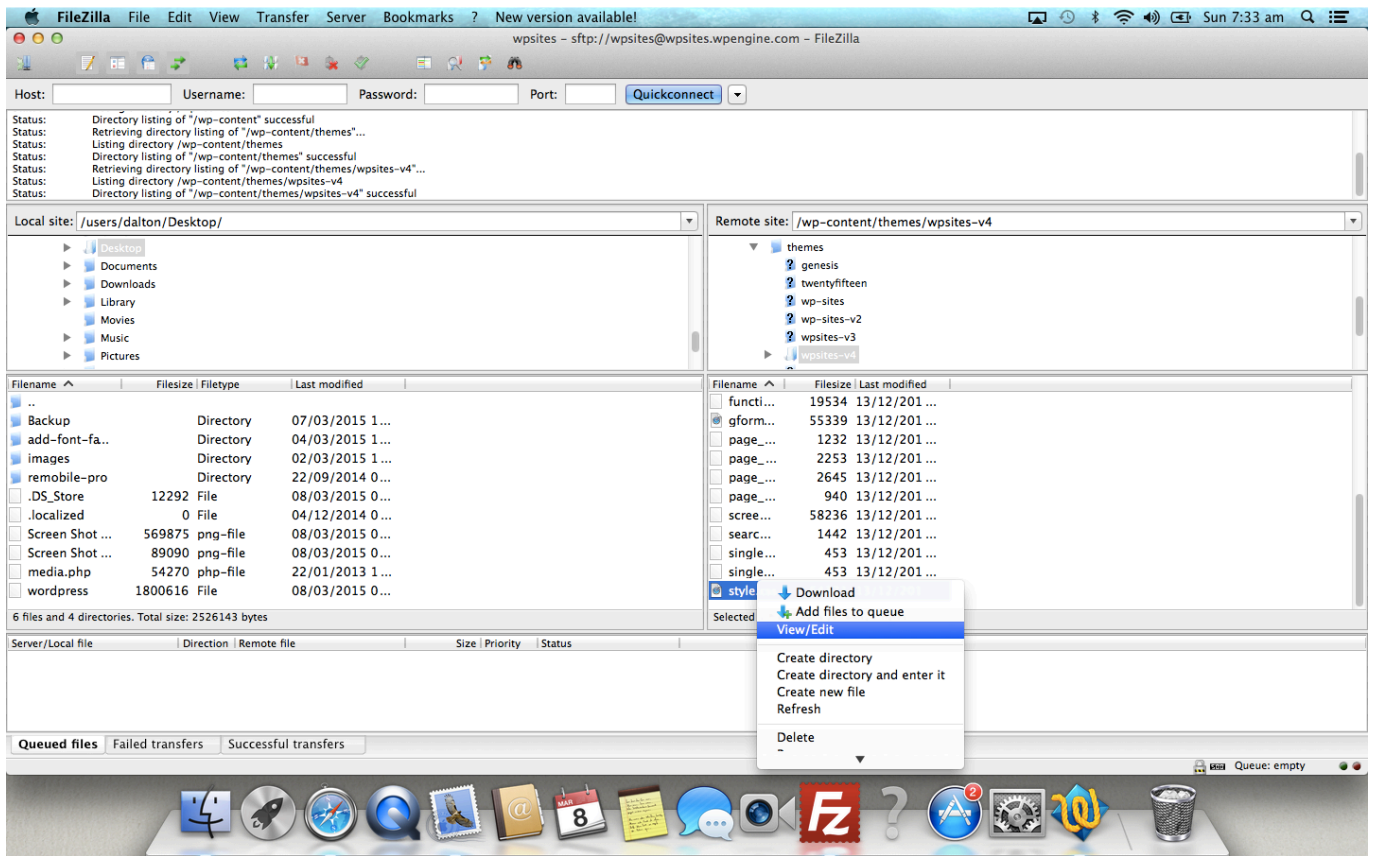 FileZilla File Edit View Transfer Server Bookmarks ? New version available! Sun 7:33 am
wpsites – sftp://wpsites@wpsites.wpengine.com – FileZilla
Host: Username: Password: Port: Quickconnect
Status: Directory listing of "/wp-content" successful
Status: Retrieving directory listing of "/wp-content/themes"...
Status: Listing directory /wp-content/themes
Status: Directory listing of "/wp-content/themes" successful
Status: Retrieving directory listing of "/wp-content/themes/wpsites-v4"...
Status: Listing directory /wp-content/themes/wpsites-v4
Status: Directory listing of "/wp-content/themes/wpsites-v4" successful
Local site: /users/dalton/Desktop/
Desktop
Documents
Downloads
Library
Movies
Music
Pictures
Remote site: /wp-content/themes/wpsites-v4
themes
? genesis
? twentyfifteen
? wp-sites
? wp-sites-v2
? wpsites-v3
wpsites-v4
Filename Filesize Filetype Last modified
..
Backup Directory 07/03/2015 1...
add-font-fa... Directory 04/03/2015 1...
images Directory 02/03/2015 1...
remobile-pro Directory 22/09/2014 0...
.DS_Store 12292 File 08/03/2015 0...
.localized 0 File 04/12/2014 0...
Screen Shot ... 569875 png-file 08/03/2015 0...
Screen Shot ... 89090 png-file 08/03/2015 0...
media.php 54270 php-file 22/01/2013 1...
wordpress 1800616 File 08/03/2015 0...
6 files and 4 directories. Total size: 2526143 bytes
Filename Filesize Last modified
functi... 19534 13/12/201 ...
gform... 55339 13/12/201 ...
page_... 1232 13/12/201 ...
page_... 2253 13/12/201 ...
page_... 2645 13/12/201 ...
page_... 940 13/12/201 ...
scree... 58236 13/12/201 ...
searc... 1442 13/12/201 ...
single... 453 13/12/201 ...
single... 453 13/12/201 ...
style
Selected
Download
Add files to queue
View/Edit
Create directory
Create directory and enter it
Create new file
Refresh
Delete
Server/Local file Direction Remote file Size Priority Status
Queued files Failed transfers Successful transfers
Queue: empty
@
MAR
8
Fz
?
2